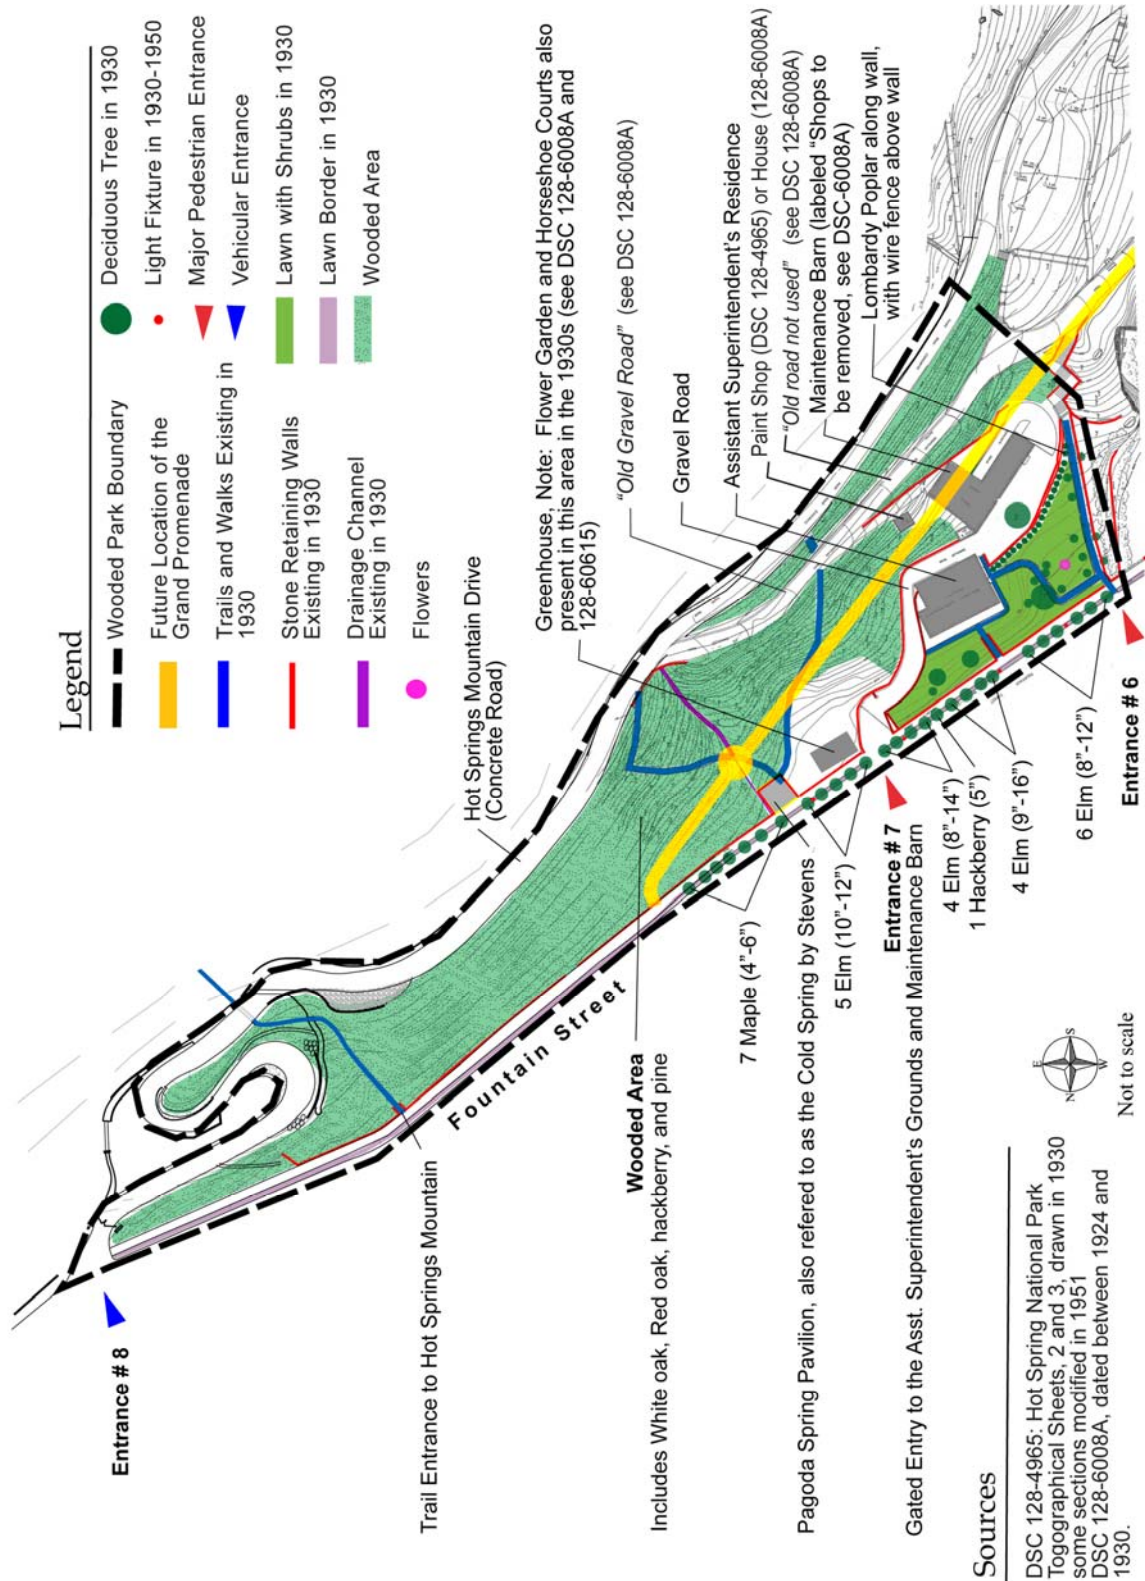 Legend
Wooded Park Boundary
Future Location of the
Grand Promenade
Trails and Walks Existing in
1930
Stone Retaining Walls
Existing in 1930
Drainage Channel
Existing in 1930
Flowers
Deciduous Tree in 1930
Light Fixture in 1930-1950
Major Pedestrian Entrance
Vehicular Entrance
Lawn with Shrubs in 1930
Lawn Border in 1930
Wooded Area
Hot Springs Mountain Drive
(Concrete Road)
Greenhouse, Note: Flower Garden and Horseshoe Courts also
present in this area in the 1930s (see DSC 128-6008A and
128-60615)
"Old Gravel Road" (see DSC 128-6008A)
Gravel Road
Assistant Superintendent's Residence
Paint Shop (DSC 128-4965) or House (128-6008A)
"Old road not used" (see DSC 128-6008A)
Maintenance Barn (labeled "Shops to
be removed, see DSC-6008A)
Lombardy Poplar along wall,
with wire fence above wall
Entrance # 8
Fountain Street
Trail Entrance to Hot Springs Mountain
Wooded Area
Includes White oak, Red oak, hackberry, and pine
7 Maple (4"-6")
Pagoda Spring Pavilion, also refered to as the Cold Spring by Stevens
5 Elm (10"-12")
Entrance # 7
Gated Entry to the Asst. Superintendent's Grounds and Maintenance Barn
4 Elm (8"-14")
1 Hackberry (5")
4 Elm (9"-16")
6 Elm (8"-12")
Entrance # 6
Sources
DSC 128-4965: Hot Spring National Park
Togographical Sheets, 2 and 3, drawn in 1930
some sections modified in 1951
DSC 128-6008A, dated between 1924 and
1930.
N
E
S
W
Not to scale